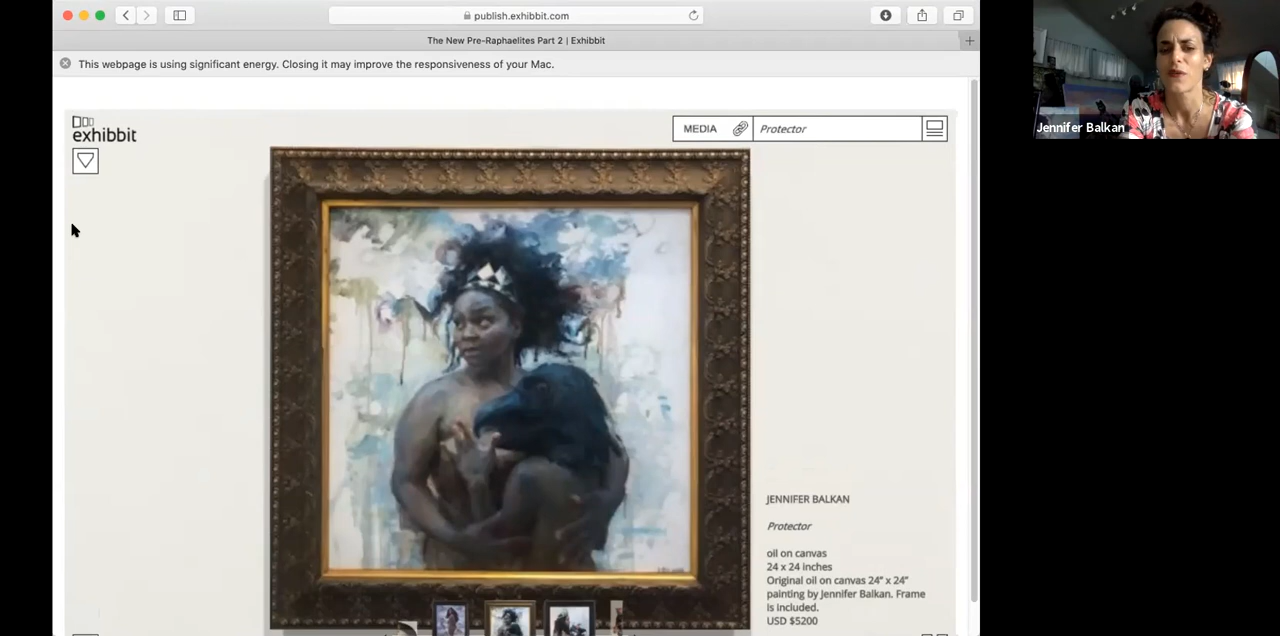 publish.exhibbit.com
The New Pre-Raphaelites Part 2 | Exhibbit
This webpage is using significant energy. Closing it may improve the responsiveness of your Mac.
exhibbit
MEDIA
Protector
Jennifer Balkan
JENNIFER BALKAN
Protector
oil on canvas
24 x 24 inches
Original oil on canvas 24" x 24"
painting by Jennifer Balkan. Frame
is included.
USD $5200